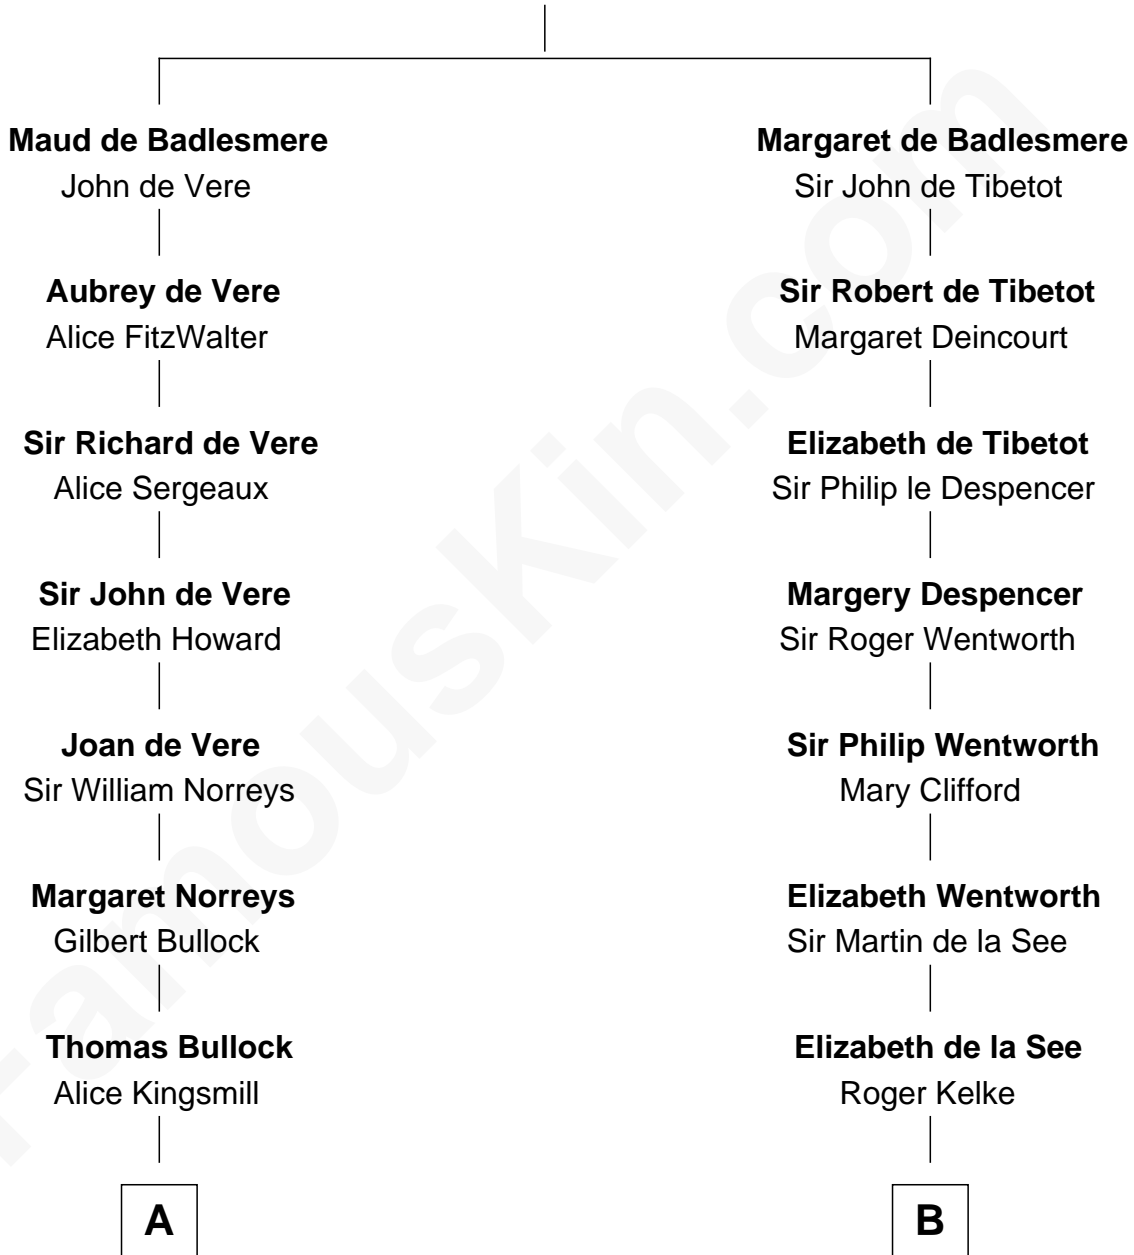 Maud de Badlesmere
John de Vere
Aubrey de Vere
Alice FitzWalter
Sir Richard de Vere
Alice Sergeaux
Sir John de Vere
Elizabeth Howard
Joan de Vere
Sir William Norreys
Margaret Norreys
Gilbert Bullock
Thomas Bullock
Alice Kingsmill
A
Margaret de Badlesmere
Sir John de Tibetot
Sir Robert de Tibetot
Margaret Deincourt
Elizabeth de Tibetot
Sir Philip le Despencer
Margery Despencer
Sir Roger Wentworth
Sir Philip Wentworth
Mary Clifford
Elizabeth Wentworth
Sir Martin de la See
Elizabeth de la See
Roger Kelke
B
FamousKin.com